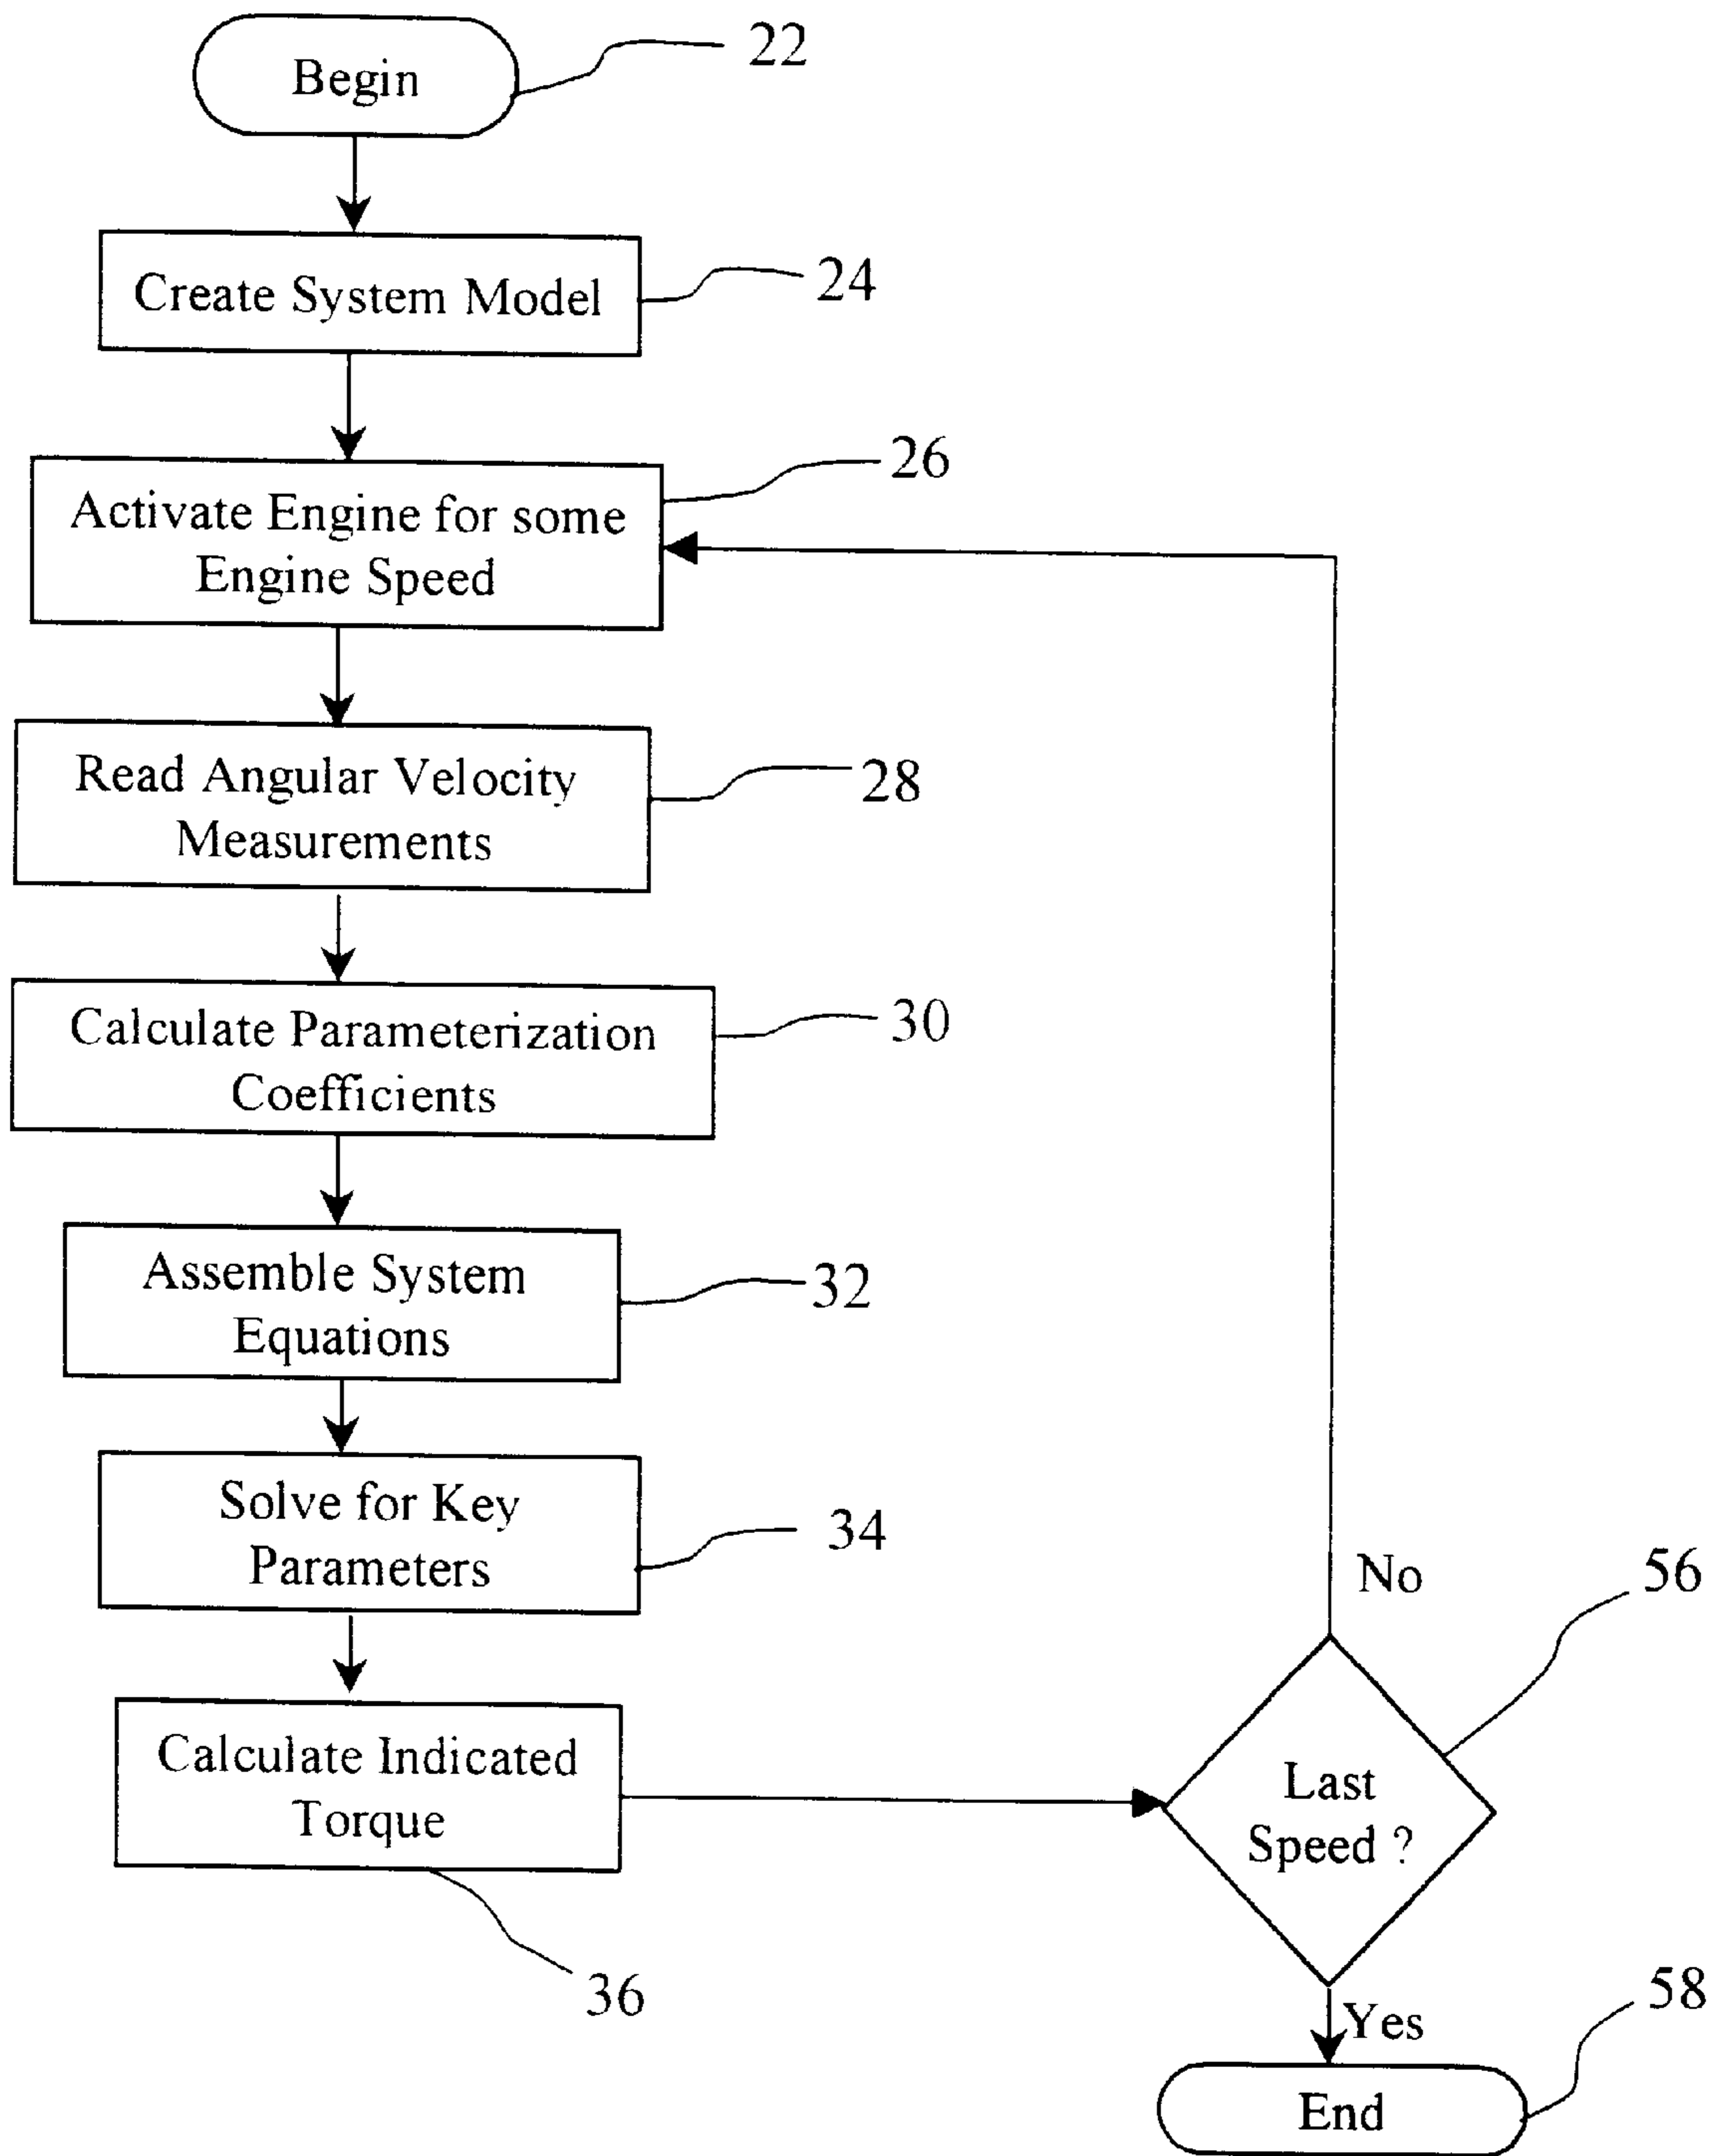 Begin
22
Create System Model
24
Activate Engine for some
Engine Speed
26
Read Angular Velocity
Measurements
28
Calculate Parameterization
Coefficients
30
Assemble System
Equations
32
Solve for Key
Parameters
34
Calculate Indicated
Torque
36
No
56
Last
Speed ?
Yes
58
End